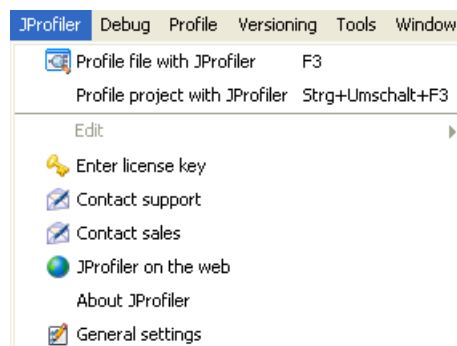 JProfiler Debug Profile Versioning Tools Window
Profile file with JProfiler F3
Profile project with JProfiler Strg+Umschalt+F3
Edit
Enter license key
Contact support
Contact sales
JProfiler on the web
About JProfiler
General settings